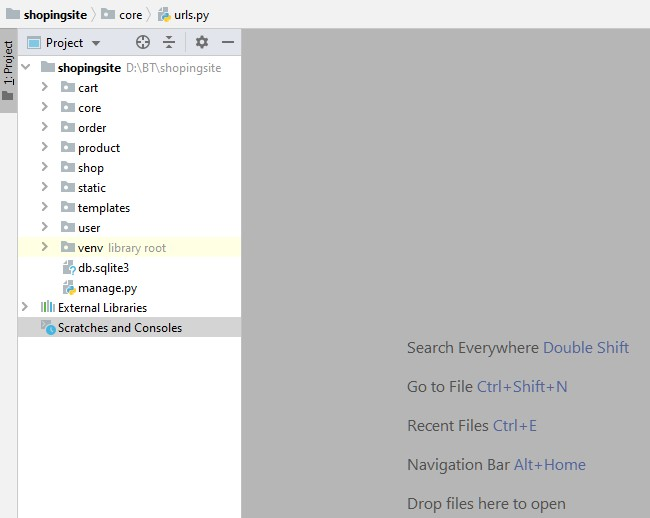 shopingsite core urls.py
1: Project
Project
shopingsite D:\BT\shopingsite
cart
core
order
product
shop
static
templates
user
venv library root
db.sqlite3
manage.py
External Libraries
Scratches and Consoles
Search Everywhere Double Shift
Go to File Ctrl+Shift+N
Recent Files Ctrl+E
Navigation Bar Alt+Home
Drop files here to open